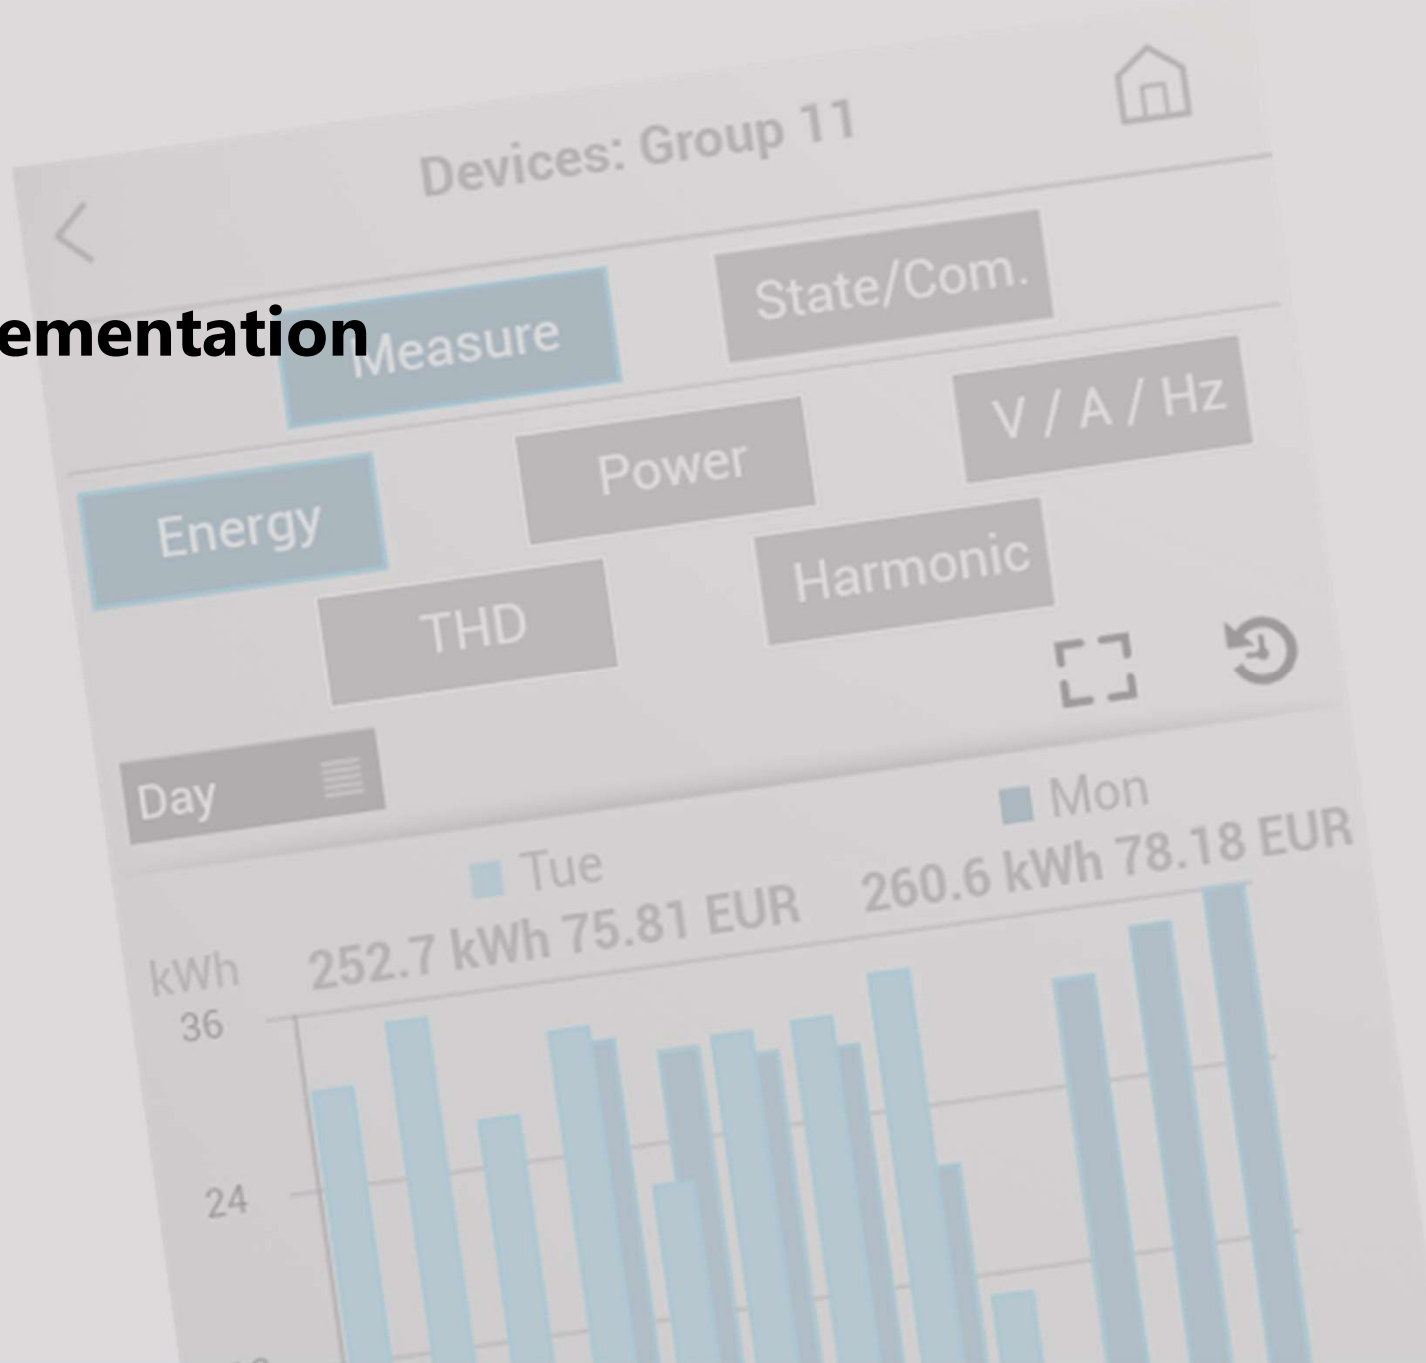 Devices: Group 11
ementation
Measure
State/Com.
Energy
Power
V / A / Hz
THD
Harmonic
Day
Tue
Mon
252.7 kWh 75.81 EUR
260.6 kWh 78.18 EUR
kWh
36
24